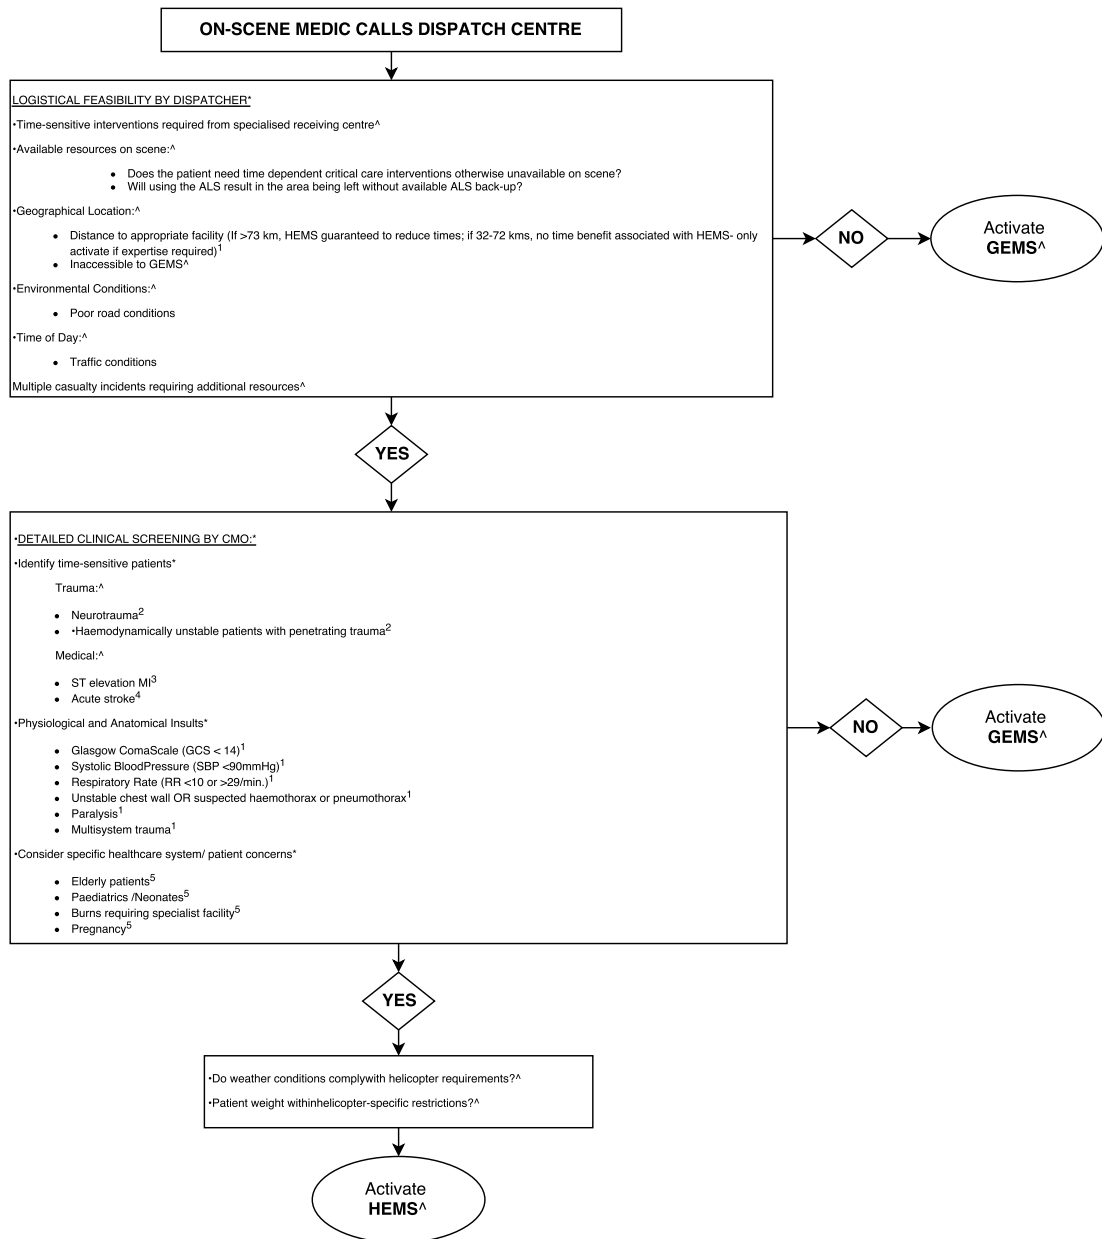 ON-SCENE MEDIC CALLS DISPATCH CENTRE
LOGISTICAL FEASIBILITY BY DISPATCHER*
•Time-sensitive interventions required from specialised receiving centre^
•Available resources on scene:^
• Does the patient need time dependent critical care interventions otherwise unavailable on scene?
• Will using the ALS result in the area being left without available ALS back-up?
•Geographical Location:^
• Distance to appropriate facility (If >73 km, HEMS guaranteed to reduce times; if 32-72 kms, no time benefit associated with HEMS- only
activate if expertise required)1
• Inaccessible to GEMS^
•Environmental Conditions:^
• Poor road conditions
•Time of Day:^
• Traffic conditions
Multiple casualty incidents requiring additional resources^
NO
Activate
GEMS^
YES
•DETAILED CLINICAL SCREENING BY CMO:*
•Identify time-sensitive patients*
Trauma:^
• Neurotrauma2
• •Haemodynamically unstable patients with penetrating trauma2
Medical:^
• ST elevation MI3
• Acute stroke4
•Physiological and Anatomical Insults*
• Glasgow ComaScale (GCS < 14)1
• Systolic BloodPressure (SBP <90mmHg)1
• Respiratory Rate (RR <10 or >29/min.)1
• Unstable chest wall OR suspected haemothorax or pneumothorax1
• Paralysis1
• Multisystem trauma1
•Consider specific healthcare system/ patient concerns*
• Elderly patients5
• Paediatrics /Neonates5
• Burns requiring specialist facility5
• Pregnancy5
NO
Activate
GEMS^
YES
•Do weather conditions complywith helicopter requirements?^
•Patient weight withinhelicopter-specific restrictions?^
Activate
HEMS^